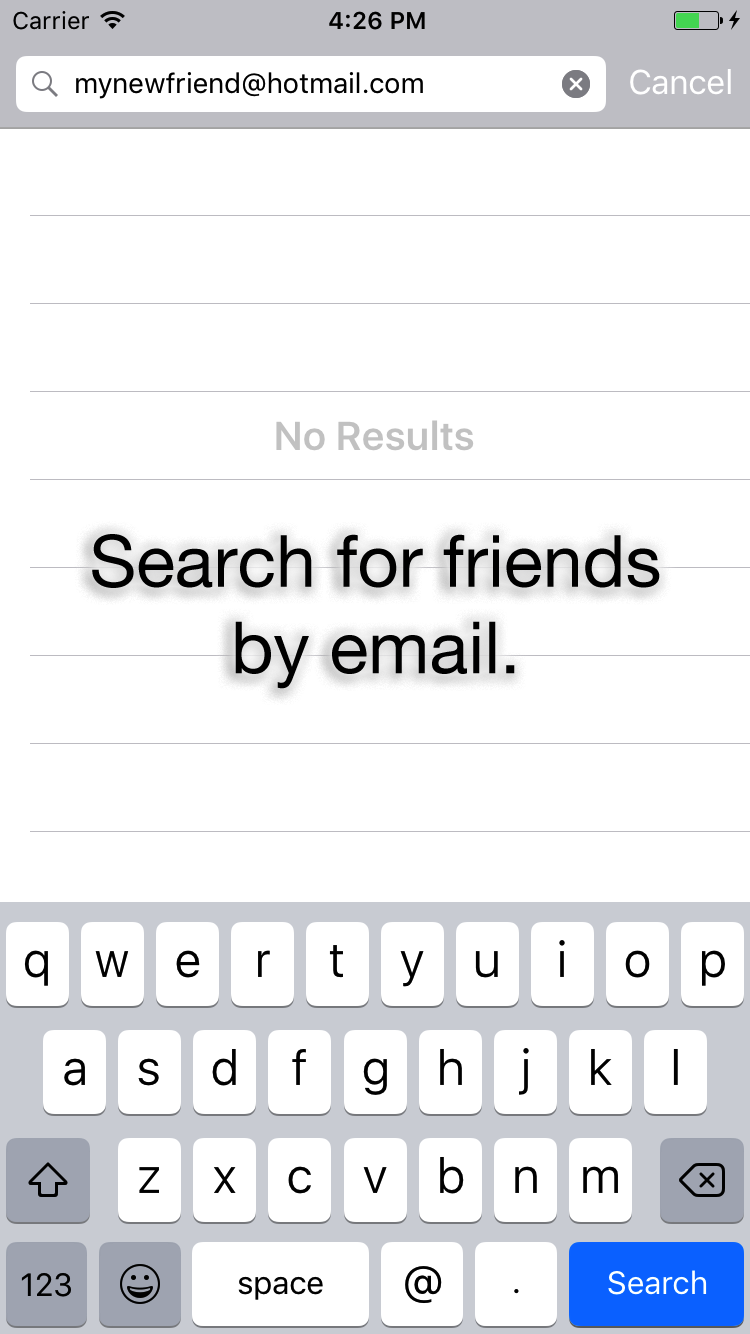 Carrier 4:26 PM
mynewfriend@hotmail.com Cancel
No Results
Search for friends
by email.
q w e r t y u i o p
a s d f g h j k l
z x c v b n m
123 space @ . Search